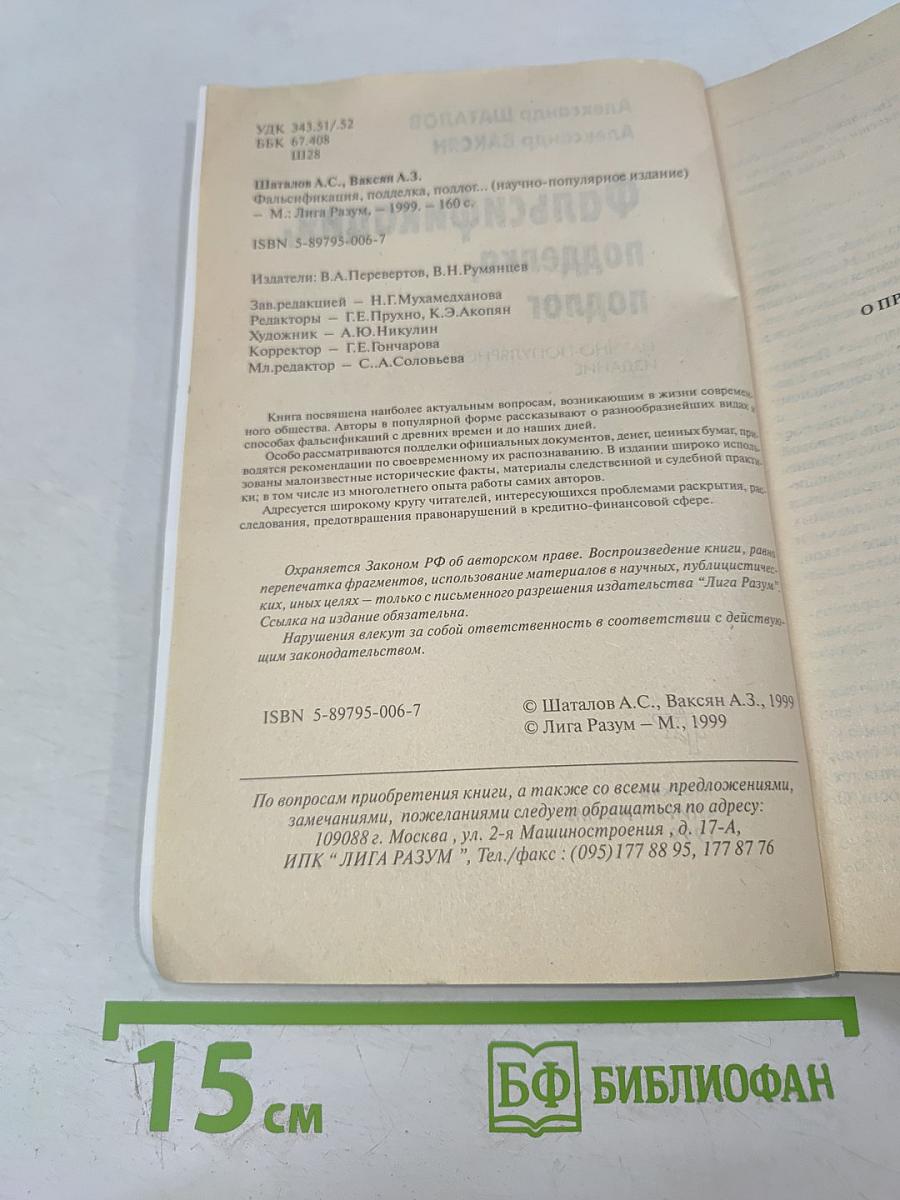 УДК 343.51/.52
ББК 67.408
Ш28
Шаталов А.С., Ваксян А.З.
Фальсификация, подделка, подлог... (научно-популярное издание)
– М.: Лига Разум, – 1999. – 160 с.
ISBN 5-89795-006-7
Издатели: В.А.Перевертов, В.Н.Румянцев
Зав.редакцией – Н.Г.Мухамедханова
Редакторы – Г.Е.Прухно, К.Э.Акопян
Художник – А.Ю.Никулин
Корректор – Г.Е.Гончарова
Мл.редактор – С..А.Соловьева
Книга посвящена наиболее актуальным вопросам, возникающим в жизни современ-
ного общества. Авторы в популярной форме рассказывают о разнообразнейших видах и
способах фальсификаций с древних времен и до наших дней.
Особо рассматриваются подделки официальных документов, денег, ценных бумаг, при-
водятся рекомендации по своевременному их распознаванию. В издании широко исполь-
зованы малоизвестные исторические факты, материалы следственной и судебной практи-
ки; в том числе из многолетнего опыта работы самих авторов.
Адресуется широкому кругу читателей, интересующихся проблемами раскрытия, рас-
следования, предотвращения правонарушений в кредитно-финансовой сфере.
Охраняется Законом РФ об авторском праве. Воспроизведение книги, равно
перепечатка фрагментов, использование материалов в научных, публицистичес-
ких, иных целях – только с письменного разрешения издательства “Лига Разум”.
Ссылка на издание обязательна.
Нарушения влекут за собой ответственность в соответствии с действую-
щим законодательством.
ISBN 5-89795-006-7
© Шаталов А.С., Ваксян А.З., 1999
© Лига Разум – М., 1999
По вопросам приобретения книги, а также со всеми предложениями,
замечаниями, пожеланиями следует обращаться по адресу:
109088 г. Москва , ул. 2-я Машиностроения , д. 17-А,
ИПК “ ЛИГА РАЗУМ ”, Тел./факс : (095) 177 88 95, 177 87 76
О ПР
15 см
БФ БИБЛИОФАН